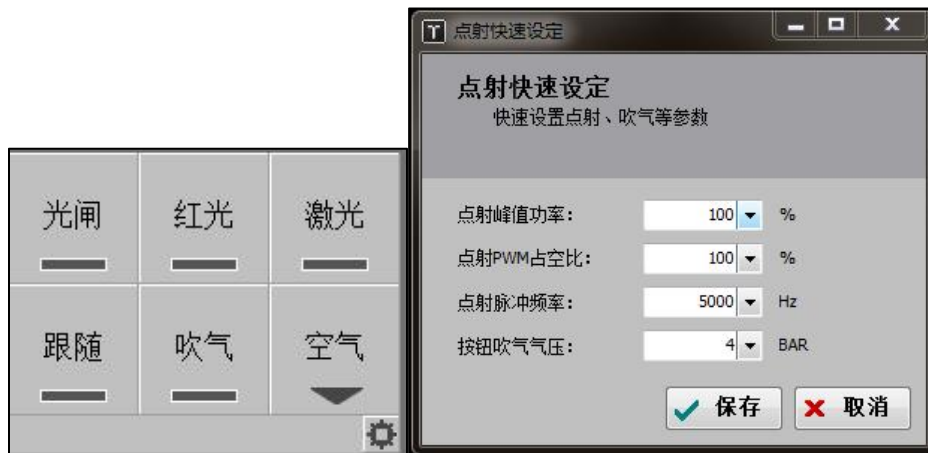 光闸 红光 激光
跟随 吹气 空气
点射快速设定
点射快速设定
快速设置点射、吹气等参数
点射峰值功率: 100 %
点射PWM占空比: 100 %
点射脉冲频率: 5000 Hz
按钮吹气气压: 4 BAR
保存 取消